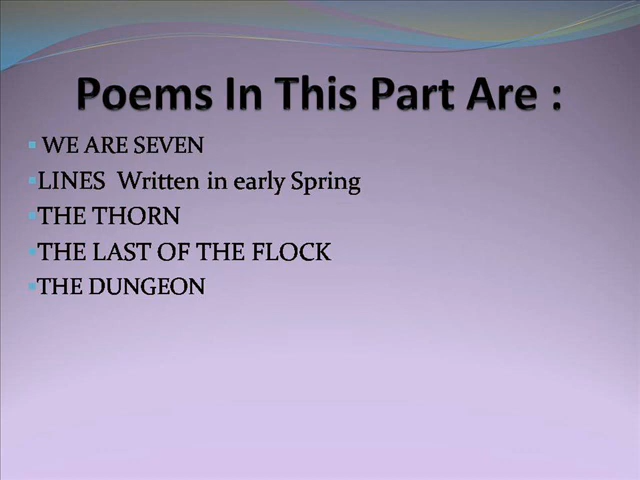 Poems In This Part Are :
▪ WE ARE SEVEN
▪LINES  Written in early Spring
▪THE THORN
▪THE LAST OF THE FLOCK
▪THE DUNGEON